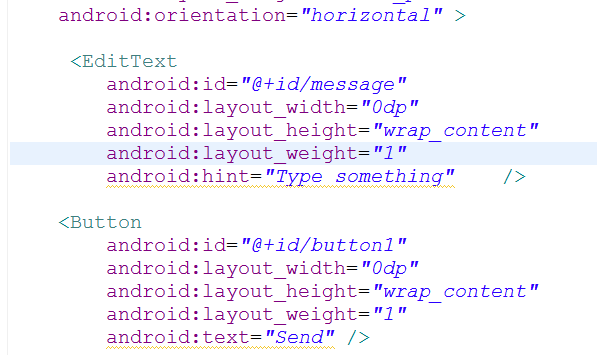 android:orientation="horizontal" >
<EditText
android:id="@+id/message"
android:layout_width="0dp"
android:layout_height="wrap_content"
android:layout_weight="1"
android:hint="Type something" />
<Button
android:id="@+id/button1"
android:layout_width="0dp"
android:layout_height="wrap_content"
android:layout_weight="1"
android:text="Send" />